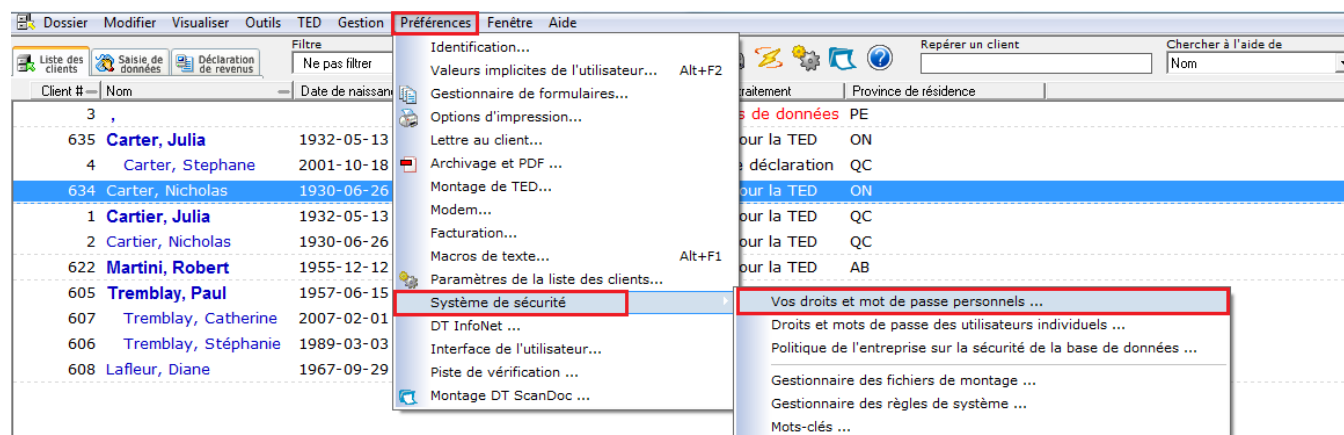 Dossier Modifier Visualiser Outils TED Gestion Préférences Fenêtre Aide
Liste des clients
Saisie de données
Déclaration de revenus
Filtre
Ne pas filtrer
Repérer un client
Chercher à l'aide de
Nom
Client # Nom Date de naissan raitement Province de résidence
3 , s de données PE
635 Carter, Julia 1932-05-13 our la TED ON
4 Carter, Stephane 2001-10-18 déclaration QC
634 Carter, Nicholas 1930-06-26 our la TED ON
1 Cartier, Julia 1932-05-13 our la TED QC
2 Cartier, Nicholas 1930-06-26 our la TED QC
622 Martini, Robert 1955-12-12 our la TED AB
605 Tremblay, Paul 1957-06-15
607 Tremblay, Catherine 2007-02-01
606 Tremblay, Stéphanie 1989-03-03
608 Lafleur, Diane 1967-09-29
Identification...
Valeurs implicites de l'utilisateur... Alt+F2
Gestionnaire de formulaires...
Options d'impression...
Lettre au client...
Archivage et PDF ...
Montage de TED...
Modem...
Facturation...
Macros de texte... Alt+F1
Paramètres de la liste des clients...
Système de sécurité
DT InfoNet ...
Interface de l'utilisateur...
Piste de vérification ...
Montage DT ScanDoc ...
Vos droits et mot de passe personnels ...
Droits et mots de passe des utilisateurs individuels ...
Politique de l'entreprise sur la sécurité de la base de données ...
Gestionnaire des fichiers de montage ...
Gestionnaire des règles de système ...
Mots-clés ...